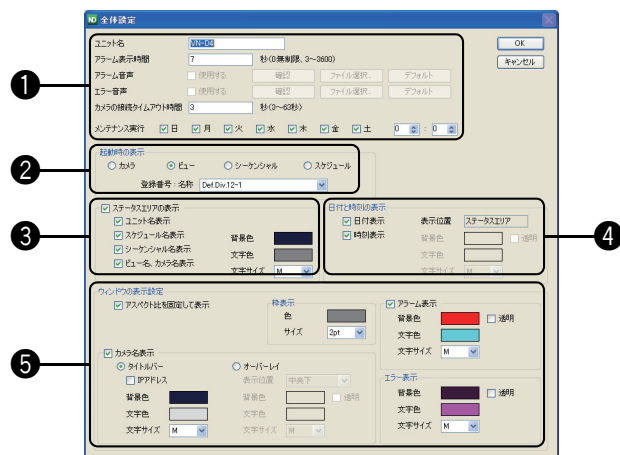 ND 全体設定
ユニット名 VN-D4 OK
アラーム表示時間 7 秒(0:無制限、3~3600) キャンセル
アラーム音声 使用する 確認 ファイル選択... デフォルト
エラー音声 使用する 確認 ファイル選択... デフォルト
カメラの接続タイムアウト時間 3 秒(3~63秒)
メンテナンス実行 日 月 火 水 木 金 土 0 : 0
❶
起動時の表示
カメラ ビュー シーケンシャル スケジュール
登録番号:名称 Def.Div.12-1
❷
ステータスエリアの表示
ユニット名表示
スケジュール名表示 背景色
シーケンシャル名表示 文字色
ビュー名、カメラ名表示 文字サイズ M
❸
日付と時刻の表示
日付表示 表示位置 ステータスエリア
時刻表示 背景色 透明
文字色
文字サイズ M
❹
ウィンドウの表示設定
アスペクト比を固定して表示
枠表示
色
サイズ 2pt
アラーム表示
背景色 透明
文字色
文字サイズ M
カメラ名表示
タイトルバー オーバーレイ
IPアドレス 表示位置 中央下
背景色 背景色 透明
文字色 文字色
文字サイズ M 文字サイズ M
エラー表示
背景色 透明
文字色
文字サイズ M
❺